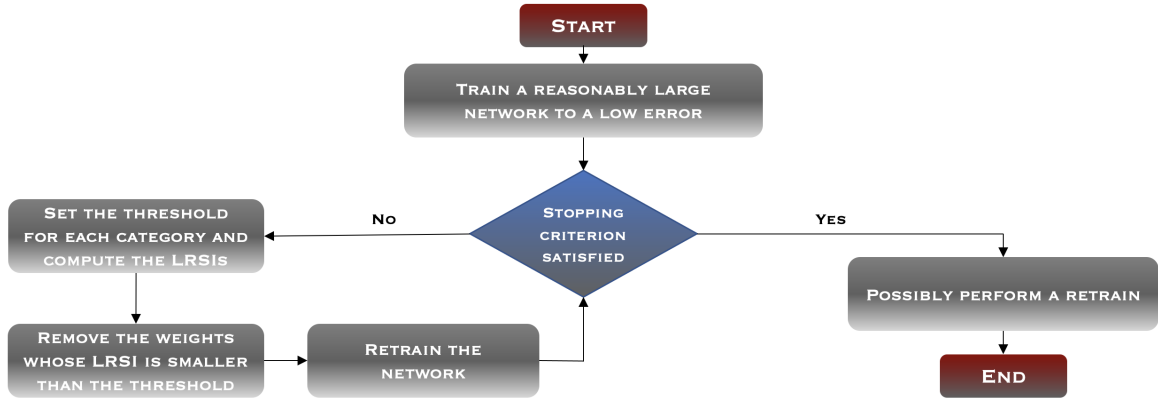 START
TRAIN A REASONABLY LARGE
NETWORK TO A LOW ERROR
STOPPING
CRITERION
SATISFIED
NO
YES
SET THE THRESHOLD
FOR EACH CATEGORY AND
COMPUTE THE LRSIS
REMOVE THE WEIGHTS
WHOSE LRSI IS SMALLER
THAN THE THRESHOLD
RETRAIN THE
NETWORK
POSSIBLY PERFORM A RETRAIN
END